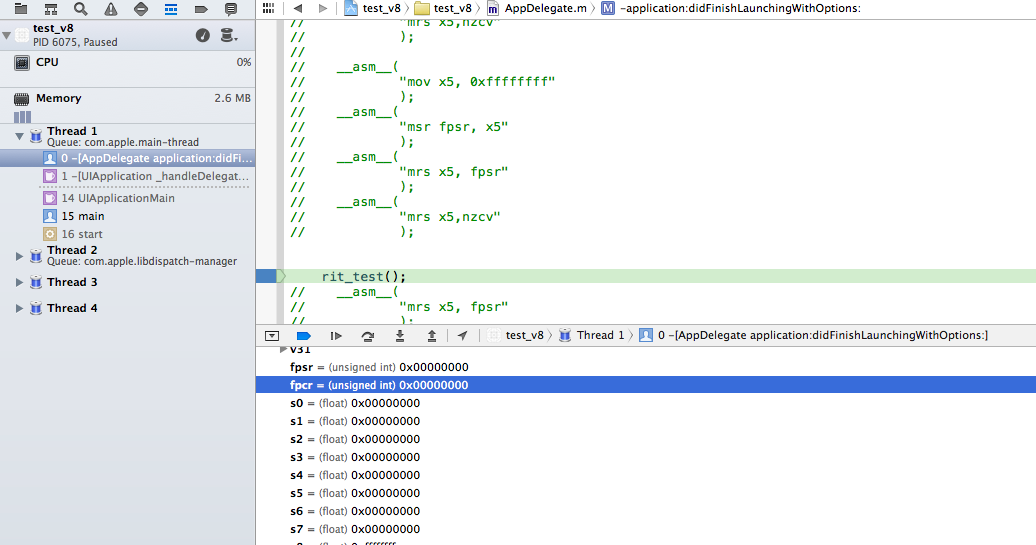 test_v8
PID 6075, Paused
CPU 0%
Memory 2.6 MB
Thread 1
Queue: com.apple.main-thread
0 -[AppDelegate application:didFi...
1 -[UIApplication _handleDelegat...
14 UIApplicationMain
15 main
16 start
Thread 2
Queue: com.apple.libdispatch-manager
Thread 3
Thread 4
test_v8 test_v8 AppDelegate.m M -application:didFinishLaunchingWithOptions:
// "mrs x5,nzcv"
// );
//
// __asm__(
// "mov x5, 0xffffffff"
// );
// __asm__(
// "msr fpsr, x5"
// );
// __asm__(
// "mrs x5, fpsr"
// );
// __asm__(
// "mrs x5,nzcv"
// );
rit_test();
// __asm__(
// "mrs x5, fpsr"
// );
test_v8 Thread 1 0 -[AppDelegate application:didFinishLaunchingWithOptions:]
v31
fpsr = (unsigned int) 0x00000000
fpcr = (unsigned int) 0x00000000
s0 = (float) 0x00000000
s1 = (float) 0x00000000
s2 = (float) 0x00000000
s3 = (float) 0x00000000
s4 = (float) 0x00000000
s5 = (float) 0x00000000
s6 = (float) 0x00000000
s7 = (float) 0x00000000